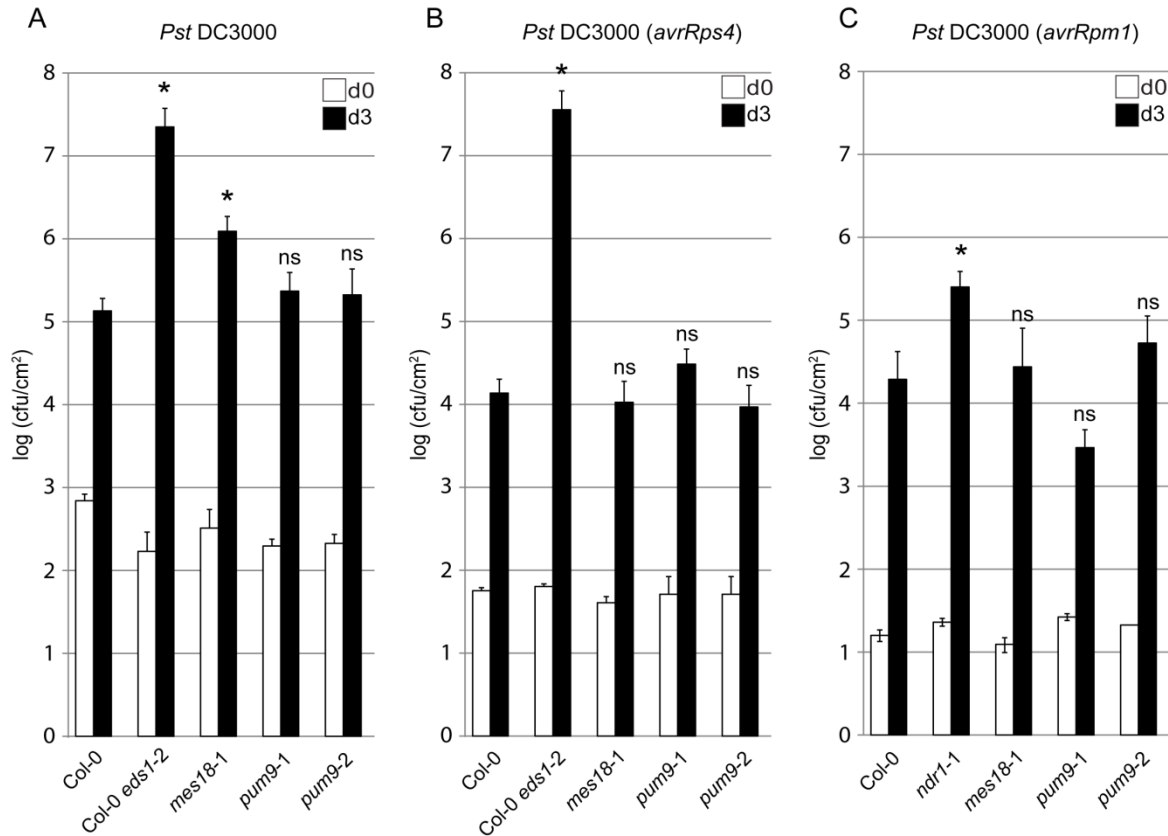 A
Pst DC3000
8
7
6
5
4
3
2
1
0
log (cfu/cm²)
d0
d3
*
*
ns
ns
Col-0
Col-0 eds1-2
mes18-1
pum9-1
pum9-2
B
Pst DC3000 (avrRps4)
8
7
6
5
4
3
2
1
0
log (cfu/cm²)
d0
d3
*
ns
ns
ns
Col-0
Col-0 eds1-2
mes18-1
pum9-1
pum9-2
C
Pst DC3000 (avrRpm1)
8
7
6
5
4
3
2
1
0
log (cfu/cm²)
d0
d3
*
ns
ns
ns
Col-0
ndr1-1
mes18-1
pum9-1
pum9-2